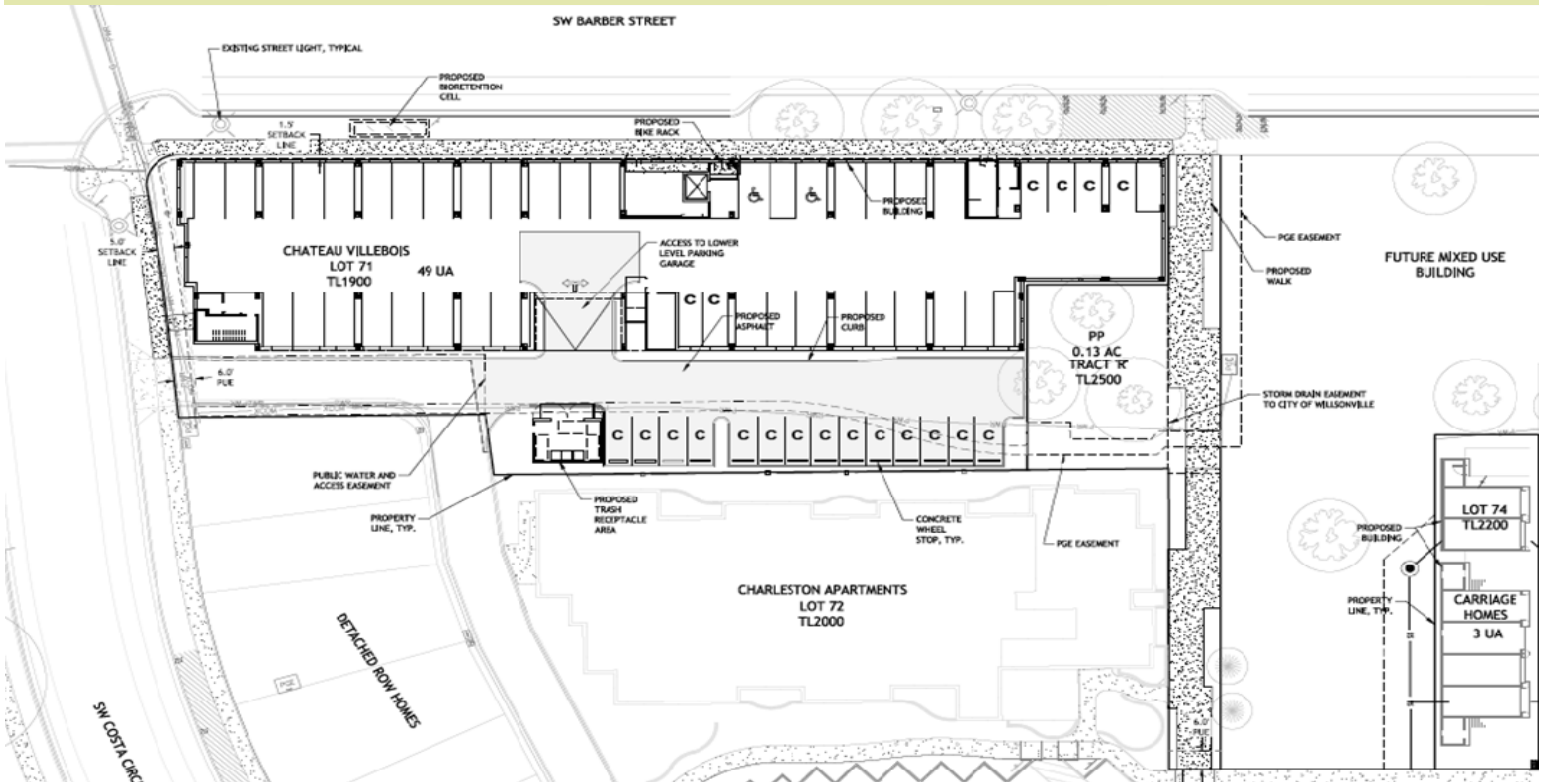 SW BARBER STREET
EXISTING STREET LIGHT, TYPICAL
PROPOSED
BIORETENTION
CELL
1.5'
SETBACK
LINE
PROPOSED
BIKE RACK
C C C C
PROPOSED
BUILDING
5.0'
SETBACK
LINE
CHATEAU VILLEBOIS
LOT 71
TL1900
49 UA
ACCESS TO LOWER
LEVEL PARKING
GARAGE
PGE EASEMENT
PROPOSED
WALK
FUTURE MIXED USE
BUILDING
C C
PROPOSED
ASPHALT
PROPOSED
CURB
PP
0.13 AC
TRACT 'R'
TL2500
6.0'
PUE
STORM DRAIN EASEMENT
TO CITY OF WILLSONVILLE
C C C C C C C C C C C C C C
PUBLIC WATER AND
ACCESS EASEMENT
PROPERTY
LINE, TYP.
PROPOSED
TRASH
RECEPTACLE
AREA
CONCRETE
WHEEL
STOP, TYP.
PGE EASEMENT
PROPOSED
BUILDING
LOT 74
TL2200
CHARLESTON APARTMENTS
LOT 72
TL2000
PROPERTY
LINE, TYP.
CARRIAGE
HOMES
3 UA
DETACHED ROW HOMES
PGE
SW COSTA CIRC
6.0'
PUE